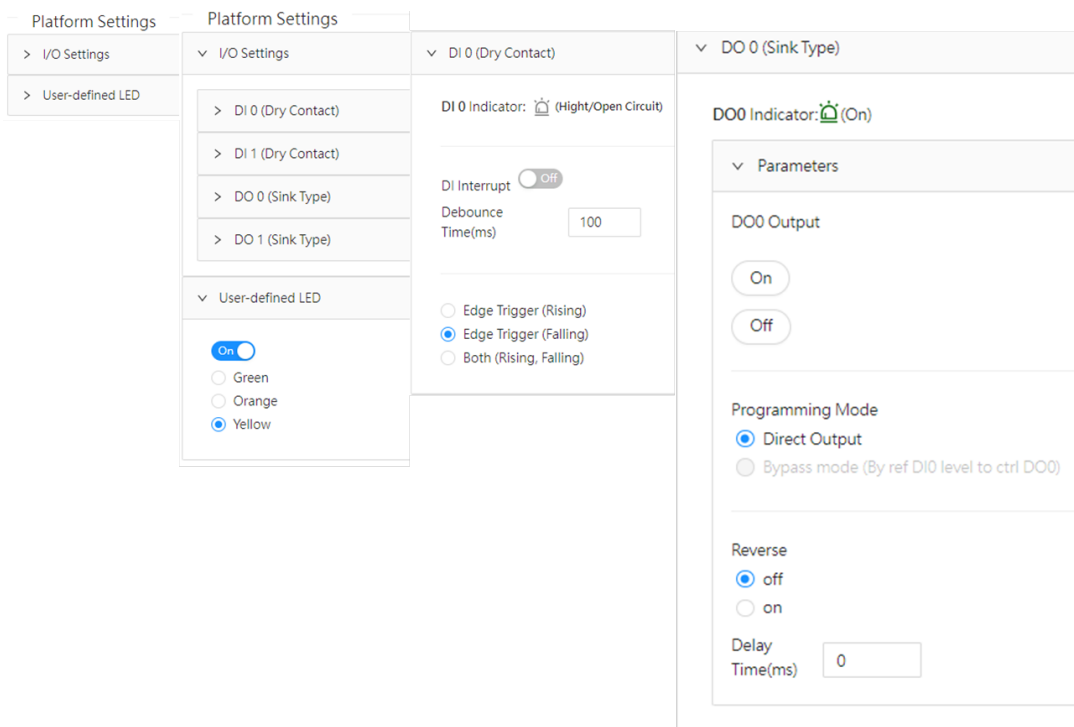 Platform Settings
I/O Settings
User-defined LED
Platform Settings
I/O Settings
DI 0 (Dry Contact)
DI 1 (Dry Contact)
DO 0 (Sink Type)
DO 1 (Sink Type)
User-defined LED
On
Green
Orange
Yellow
DI 0 (Dry Contact)
DI 0 Indicator: (Hight/Open Circuit)
DI Interrupt Off
Debounce
Time(ms) 100
Edge Trigger (Rising)
Edge Trigger (Falling)
Both (Rising, Falling)
DO 0 (Sink Type)
DO0 Indicator: (On)
Parameters
DO0 Output
On
Off
Programming Mode
Direct Output
Bypass mode (By ref DI0 level to ctrl DO0)
Reverse
off
on
Delay
Time(ms) 0